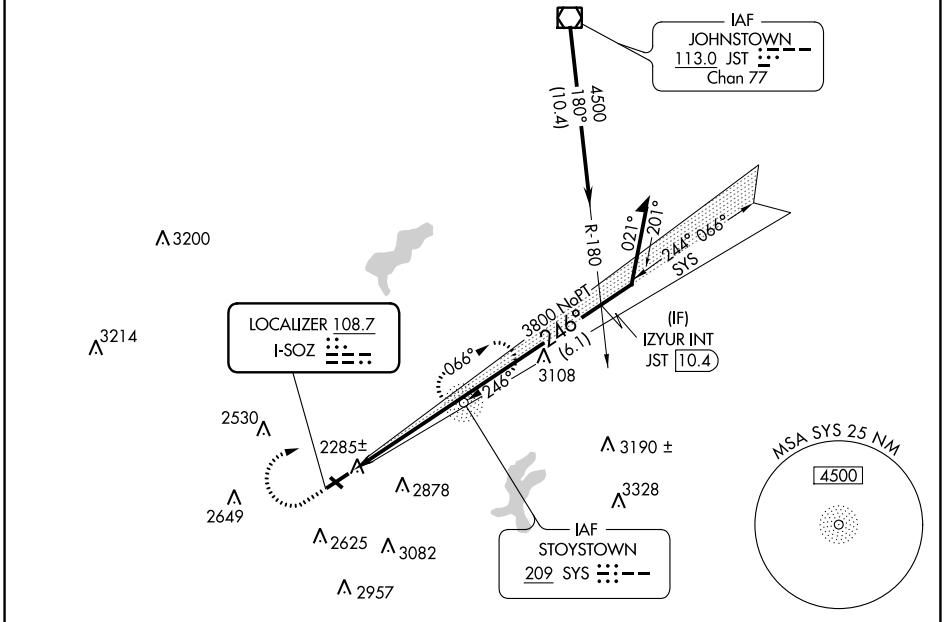 IAF
JOHNSTOWN
113.0 JST
Chan 77
4500
180°
(10.4)
R-180
021°
201°
244° 066°
SYS
3200
3214
LOCALIZER 108.7
I-SOZ
3800 NoPT
246°
(6.1)
(IF)
IZYUR INT
JST 10.4
066°
246°
3108
2530
2285±
3190 ±
MSA SYS 25 NM
4500
2878
3328
2649
2625
3082
IAF
STOYSTOWN
209 SYS
2957